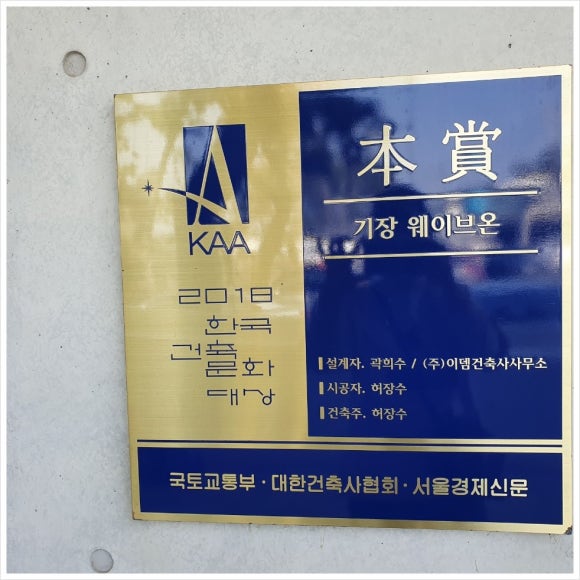 KAA
2018
한국
건축
문화
대상
本賞
기장 웨이브온
설계자. 곽희수 / (주)이뎀건축사사무소
시공자. 허장수
건축주. 허장수
국토교통부 · 대한건축사협회 · 서울경제신문